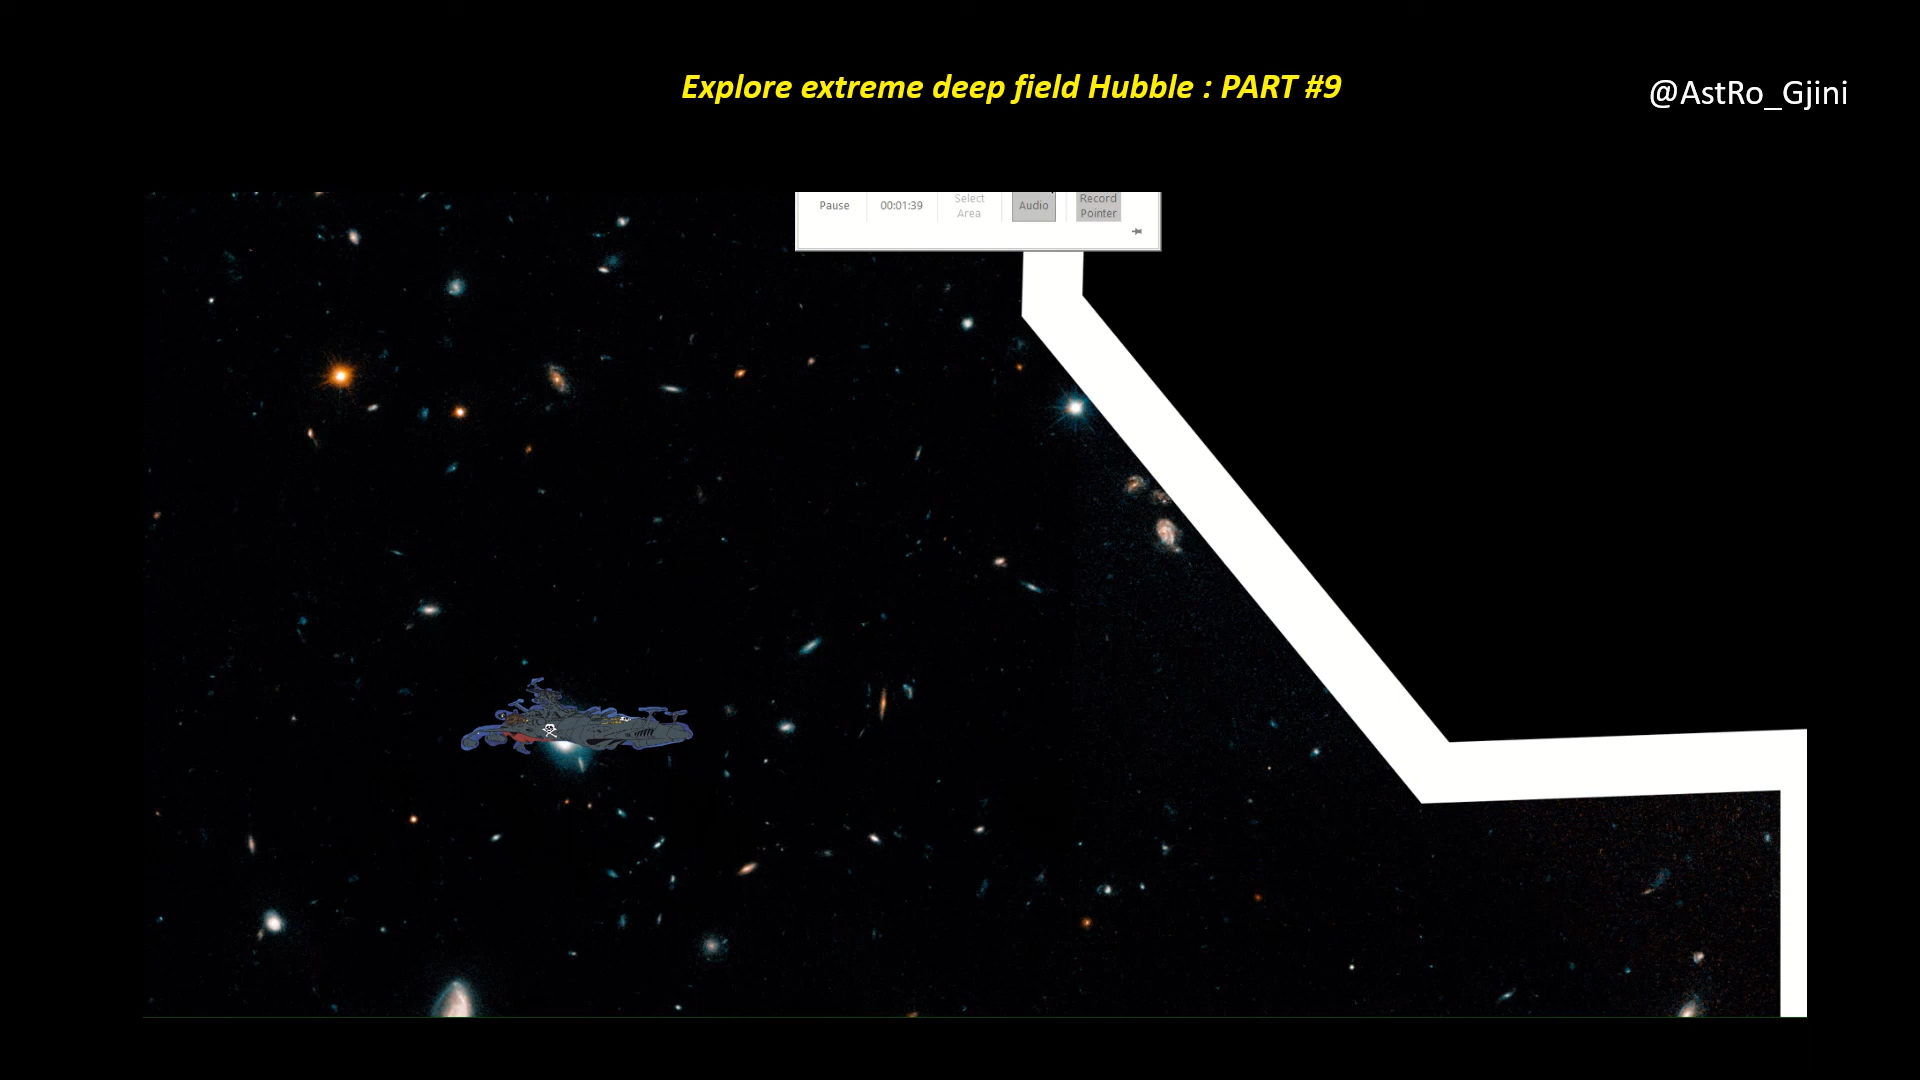 Explore extreme deep field Hubble : PART #9
@AstRo_Gjini
Pause
00:01:39
Select
Area
Audio
Record
Pointer